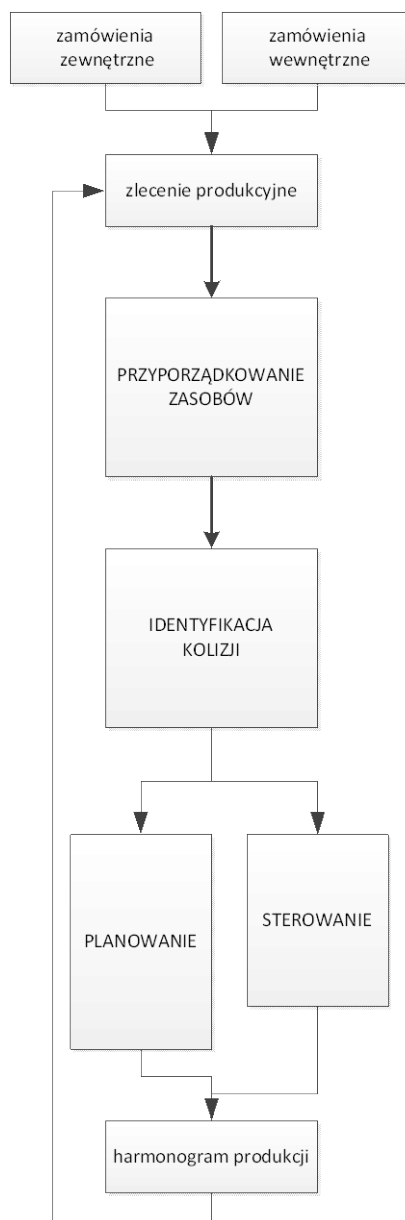 zamówienia
zewnętrzne
zamówienia
wewnętrzne
zlecenie produkcyjne
PRZYPORZĄDKOWANIE
ZASOBÓW
IDENTYFIKACJA
KOLIZJI
PLANOWANIE
STEROWANIE
harmonogram produkcji